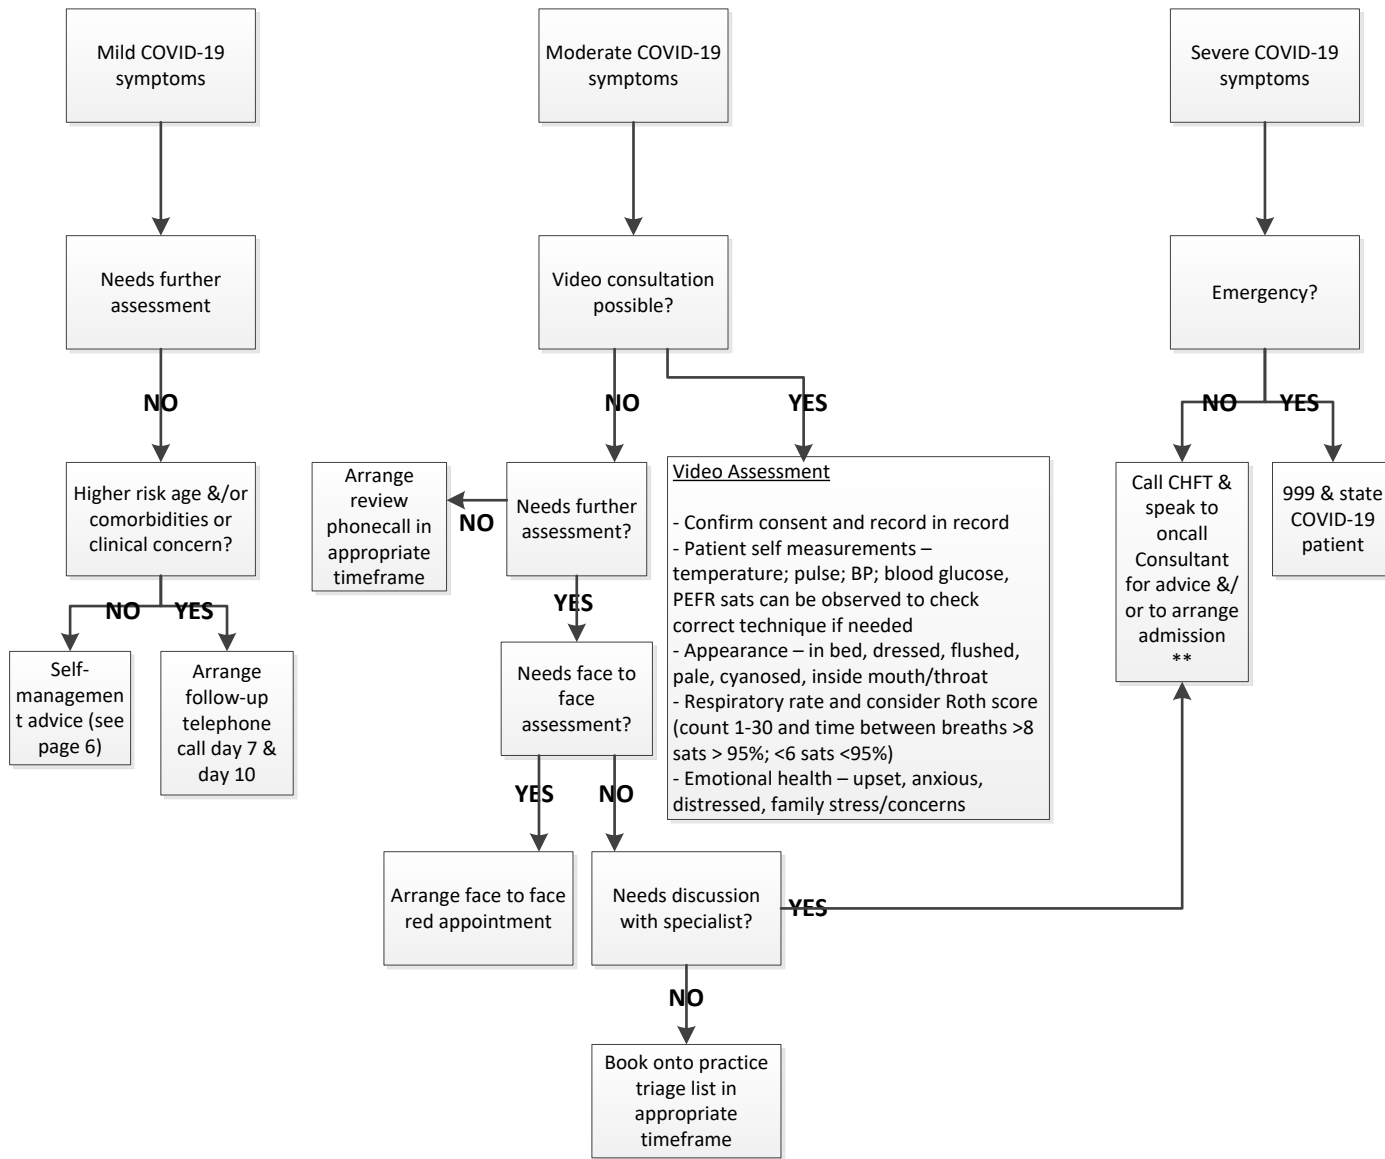 Mild COVID-19
symptoms
Moderate COVID-19
symptoms
Severe COVID-19
symptoms
Needs further
assessment
Video consultation
possible?
Emergency?
NO
NO
YES
NO
YES
Higher risk age &/or
comorbidities or
clinical concern?
Arrange
review
phonecall in
appropriate
timeframe
NO
Needs further
assessment?
Video Assessment
- Confirm consent and record in record
- Patient self measurements –
temperature; pulse; BP; blood glucose,
PEFR sats can be observed to check
correct technique if needed
- Appearance – in bed, dressed, flushed,
pale, cyanosed, inside mouth/throat
- Respiratory rate and consider Roth score
(count 1-30 and time between breaths >8
sats > 95%; <6 sats <95%)
- Emotional health – upset, anxious,
distressed, family stress/concerns
Call CHFT &
speak to
oncall
Consultant
for advice &/
or to arrange
admission
**
999 & state
COVID-19
patient
NO
YES
YES
Self-
managemen
t advice (see
page 6)
Arrange
follow-up
telephone
call day 7 &
day 10
Needs face to
face
assessment?
YES
NO
Arrange face to face
red appointment
Needs discussion
with specialist?
YES
NO
Book onto practice
triage list in
appropriate
timeframe